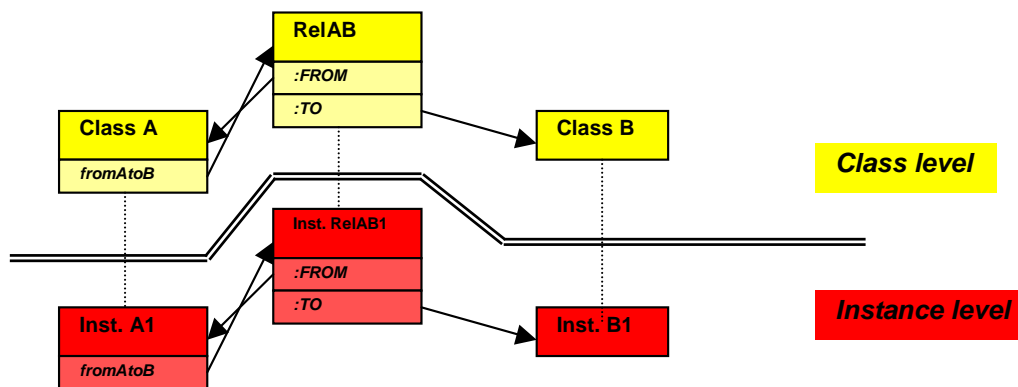 RelAB
:FROM
:TO
Class A
fromAtoB
Class B
Class level
Inst. RelAB1
:FROM
:TO
Inst. A1
fromAtoB
Inst. B1
Instance level